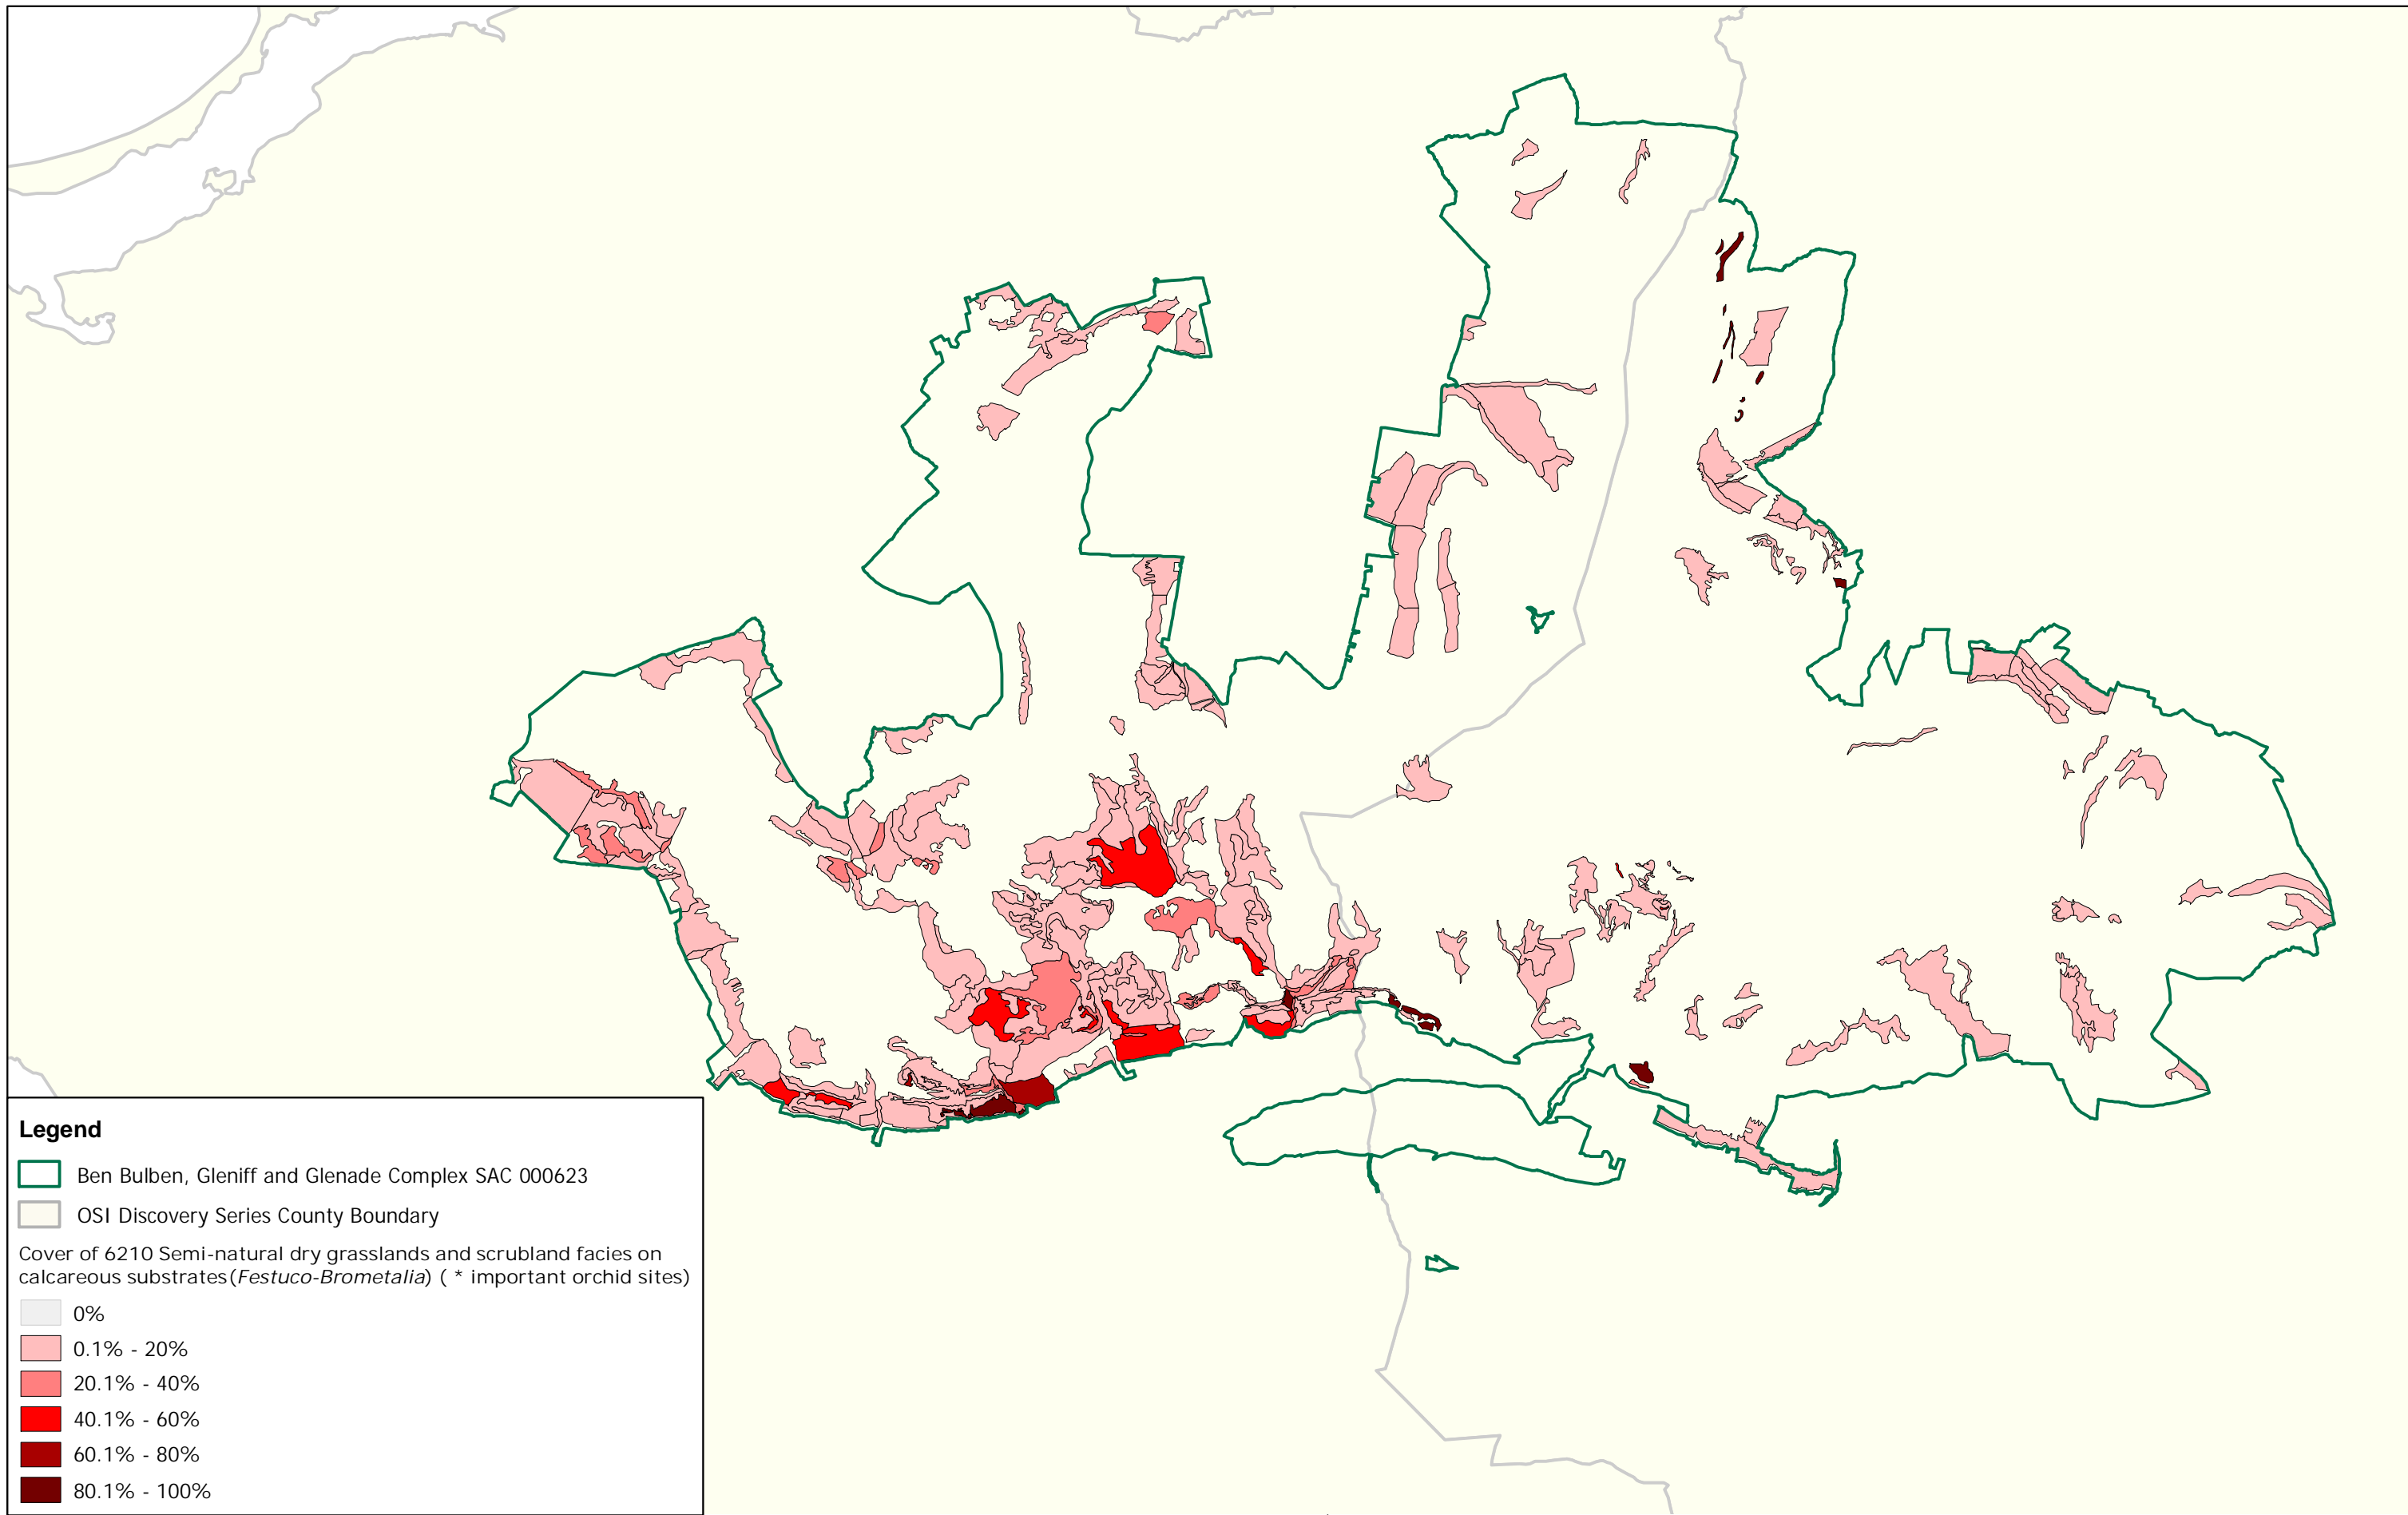 Legend
Ben Bulben, Gleniff and Glenade Complex SAC 000623
OSI Discovery Series County Boundary
Cover of 6210 Semi-natural dry grasslands and scrubland facies on
calcareous substrates(Festuco-Brometalia) ( * important orchid sites)
0%
0.1% - 20%
20.1% - 40%
40.1% - 60%
60.1% - 80%
80.1% - 100%